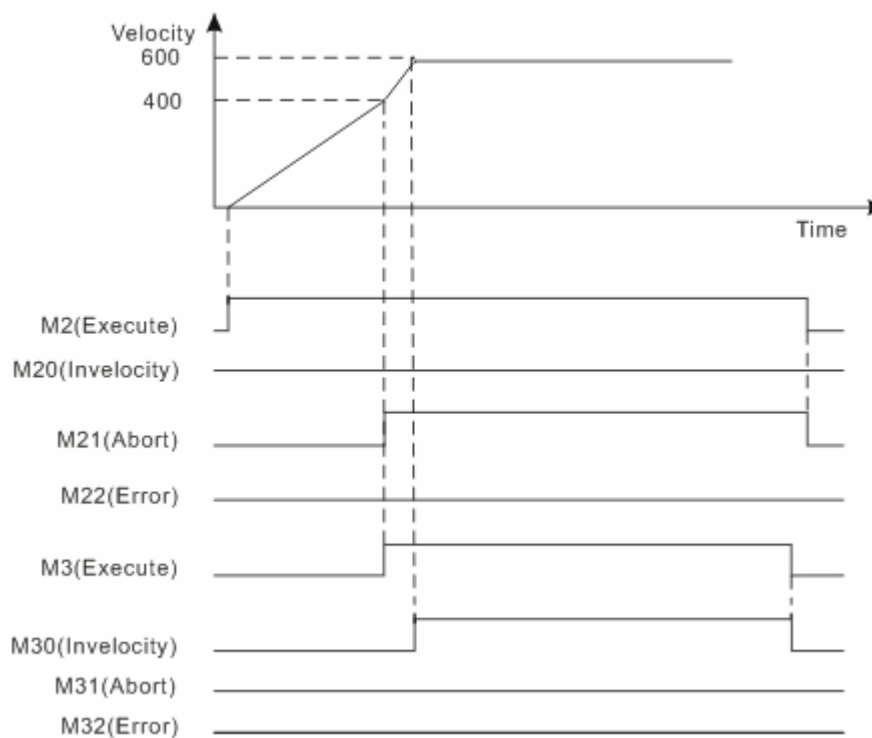 Velocity
600
400
Time
M2(Execute)
M20(Invelocity)
M21(Abort)
M22(Error)
M3(Execute)
M30(Invelocity)
M31(Abort)
M32(Error)